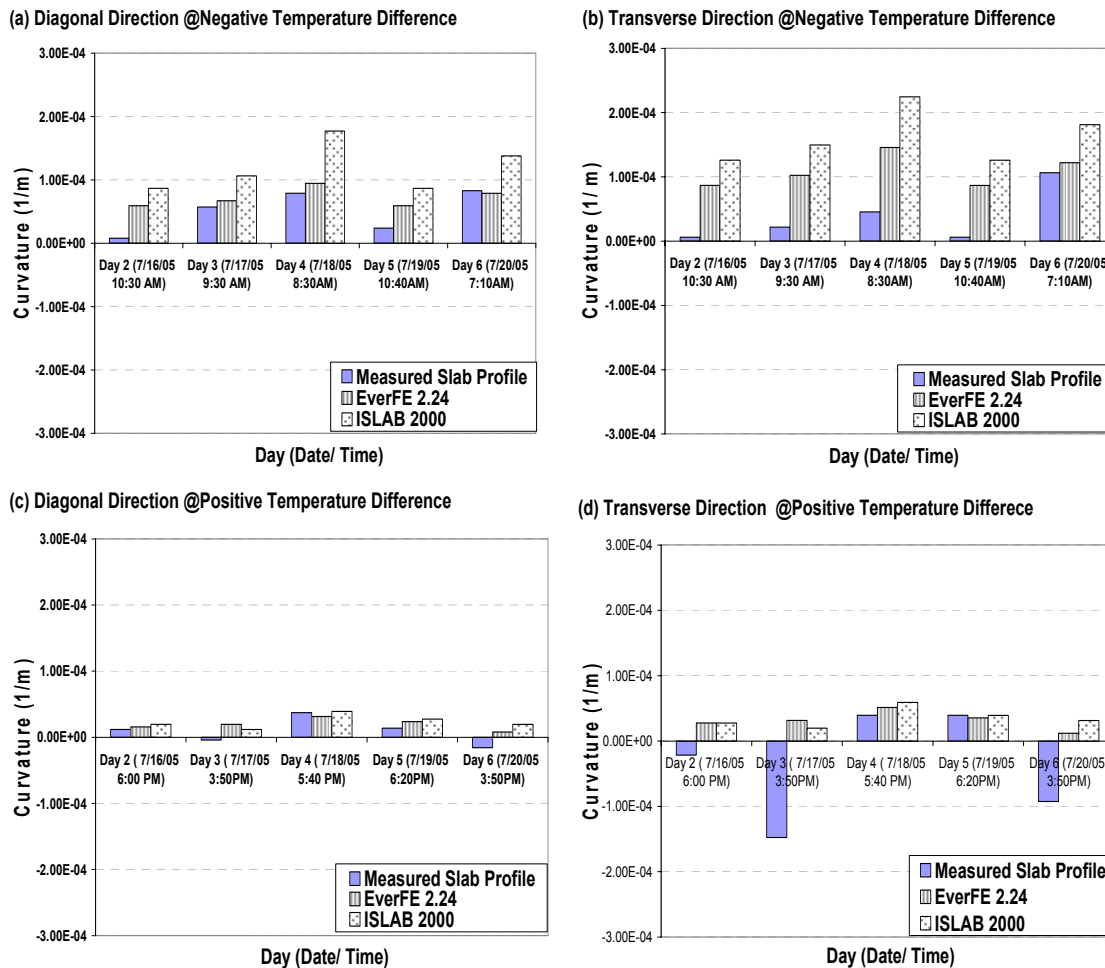 (a) Diagonal Direction @Negative Temperature Difference
3.00E-04
2.00E-04
1.00E-04
0.00E+00
-1.00E-04
-2.00E-04
-3.00E-04
Curvature (1/m)
Day 2 (7/16/05 10:30 AM)
Day 3 (7/17/05 9:30 AM)
Day 4 (7/18/05 8:30AM)
Day 5 (7/19/05 10:40AM)
Day 6 (7/20/05 7:10AM)
Measured Slab Profile
EverFE 2.24
ISLAB 2000
Day (Date/ Time)
(b) Transverse Direction @Negative Temperature Difference
3.00E-04
2.00E-04
1.00E-04
0.00E+00
-1.00E-04
-2.00E-04
-3.00E-04
Curvature (1/ m)
Day 2 (7/16/05 10:30 AM)
Day 3 (7/17/05 9:30 AM)
Day 4 (7/18/05 8:30AM)
Day 5 (7/19/05 10:40AM)
Day 6 (7/20/05 7:10AM)
Measured Slab Profile
EverFE 2.24
ISLAB 2000
Day (Date/ Time)
(c) Diagonal Direction @Positive Temperature Difference
3.00E-04
2.00E-04
1.00E-04
0.00E+00
-1.00E-04
-2.00E-04
-3.00E-04
Curvature (1/m)
Day 2 ( 7/16/05 6:00 PM)
Day 3 ( 7/17/05 3:50PM)
Day 4 ( 7/18/05 5:40 PM)
Day 5 (7/19/05 6:20PM)
Day 6 (7/20/05 3:50PM)
Measured Slab Profile
EverFE 2.24
ISLAB 2000
Day (Date/ Time)
(d) Transverse Direction @Positive Temperature Differece
3.00E-04
2.00E-04
1.00E-04
0.00E+00
-1.00E-04
-2.00E-04
-3.00E-04
Curvature (1/m)
Day 2 ( 7/16/05 6:00 PM)
Day 3 ( 7/17/05 3:50PM)
Day 4 ( 7/18/05 5:40 PM)
Day 5 (7/19/05 6:20PM)
Day 6 (7/20/05 3:50PM)
Measured Slab Profile
EverFE 2.24
ISLAB 2000
Day (Date/ Time)